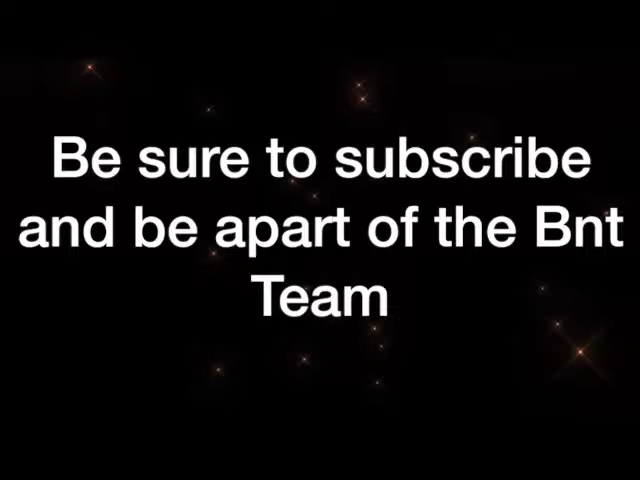 Be sure to subscribe
and be apart of the Bnt
Team